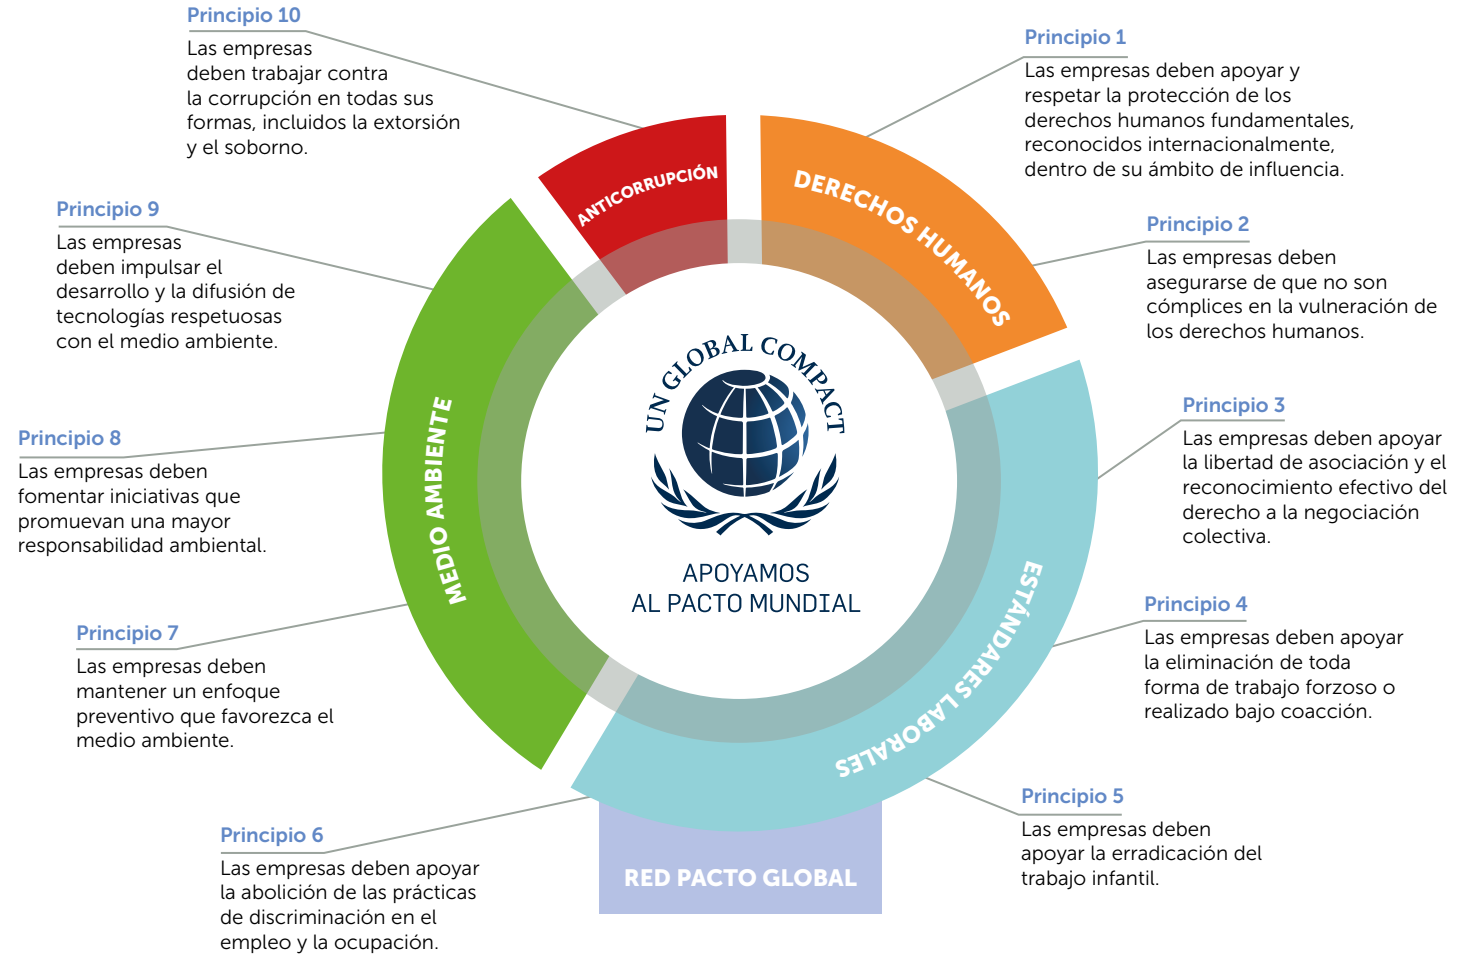 Principio 10
Las empresas
deben trabajar contra
la corrupción en todas sus
formas, incluidos la extorsión
y el soborno.
Principio 1
Las empresas deben apoyar y
respetar la protección de los
derechos humanos fundamentales,
reconocidos internacionalmente,
dentro de su ámbito de influencia.
Principio 2
Las empresas deben
asegurarse de que no son
cómplices en la vulneración de
los derechos humanos.
Principio 3
Las empresas deben apoyar
la libertad de asociación y el
reconocimiento efectivo del
derecho a la negociación
colectiva.
Principio 4
Las empresas deben apoyar
la eliminación de toda
forma de trabajo forzoso o
realizado bajo coacción.
Principio 5
Las empresas deben
apoyar la erradicación del
trabajo infantil.
Principio 6
Las empresas deben apoyar
la abolición de las prácticas
de discriminación en el
empleo y la ocupación.
Principio 7
Las empresas deben
mantener un enfoque
preventivo que favorezca el
medio ambiente.
Principio 8
Las empresas deben
fomentar iniciativas que
promuevan una mayor
responsabilidad ambiental.
Principio 9
Las empresas
deben impulsar el
desarrollo y la difusión de
tecnologías respetuosas
con el medio ambiente.
ANTICORRUPCIÓN
DERECHOS HUMANOS
ESTÁNDARES LABORALES
MEDIO AMBIENTE
UN GLOBAL COMPACT
APOYAMOS
AL PACTO MUNDIAL
RED PACTO GLOBAL